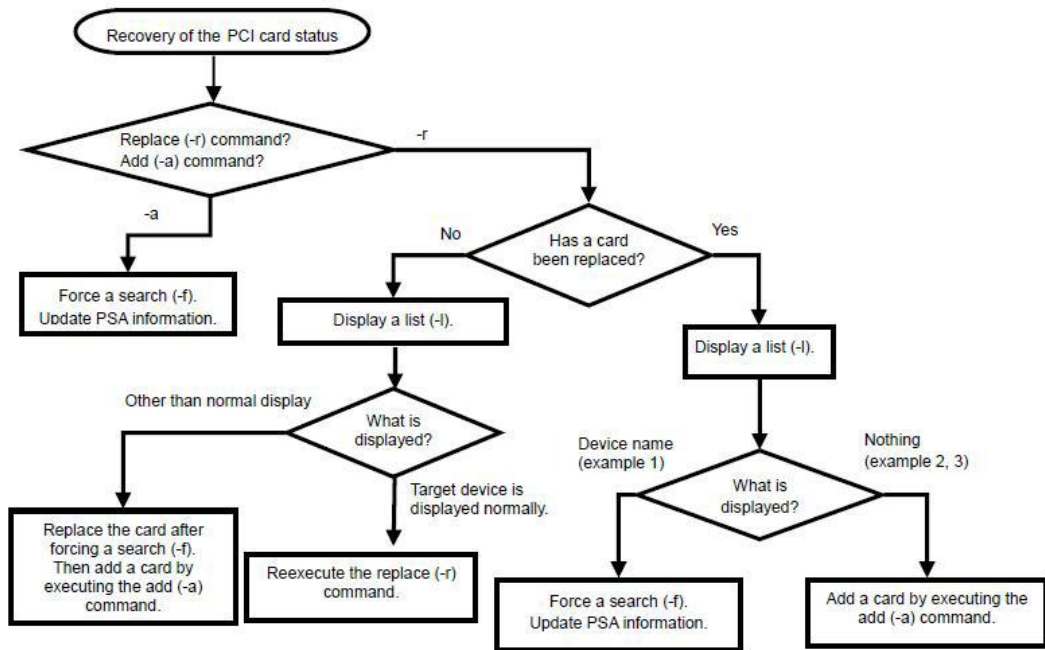 Recovery of the PCI card status
Replace (-r) command?
Add (-a) command?
-r
-a
Force a search (-f).
Update PSA information.
Has a card
been replaced?
No
Yes
Display a list (-l).
Display a list (-l).
Other than normal display
What is
displayed?
Target device is
displayed normally.
Device name
(example 1)
Nothing
(example 2, 3)
What is
displayed?
Replace the card after
forcing a search (-f).
Then add a card by
executing the add (-a)
command.
Reexecute the replace (-r)
command.
Force a search (-f).
Update PSA information.
Add a card by executing the
add (-a) command.